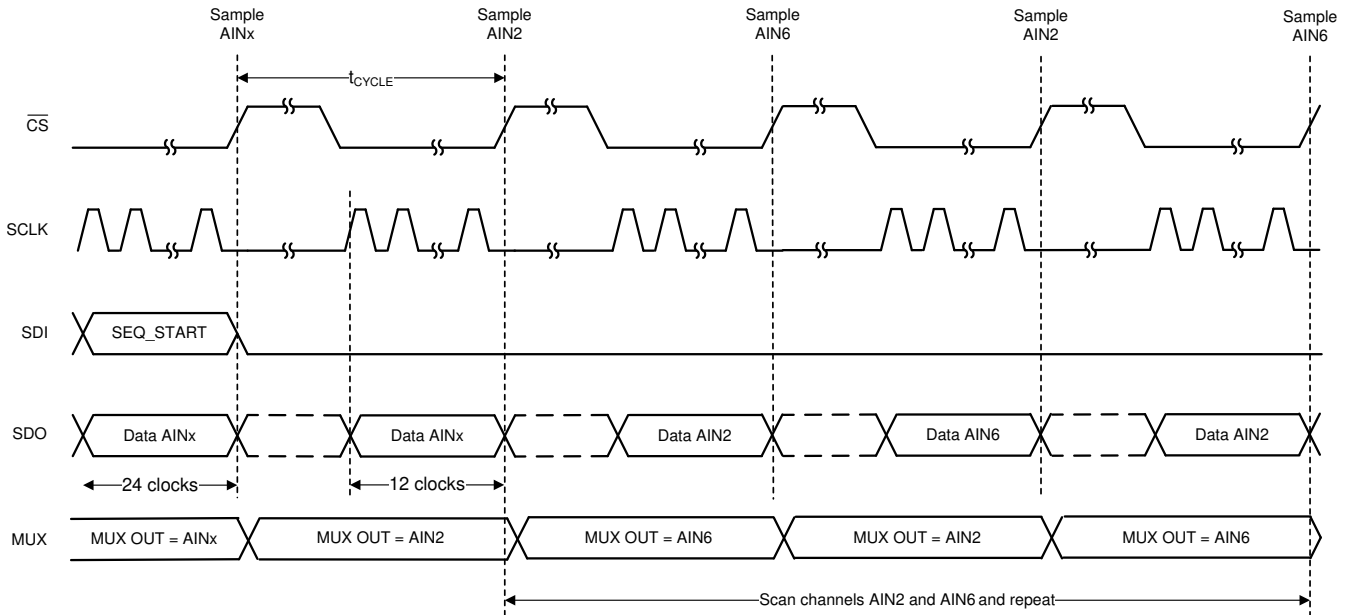 Sample
AINx
Sample
AIN2
Sample
AIN6
Sample
AIN2
Sample
AIN6
tCYCLE
CS
SCLK
SDI
SEQ_START
SDO
Data AINx
Data AINx
Data AIN2
Data AIN6
Data AIN2
24 clocks
12 clocks
MUX
MUX OUT = AINx
MUX OUT = AIN2
MUX OUT = AIN6
MUX OUT = AIN2
MUX OUT = AIN6
Scan channels AIN2 and AIN6 and repeat